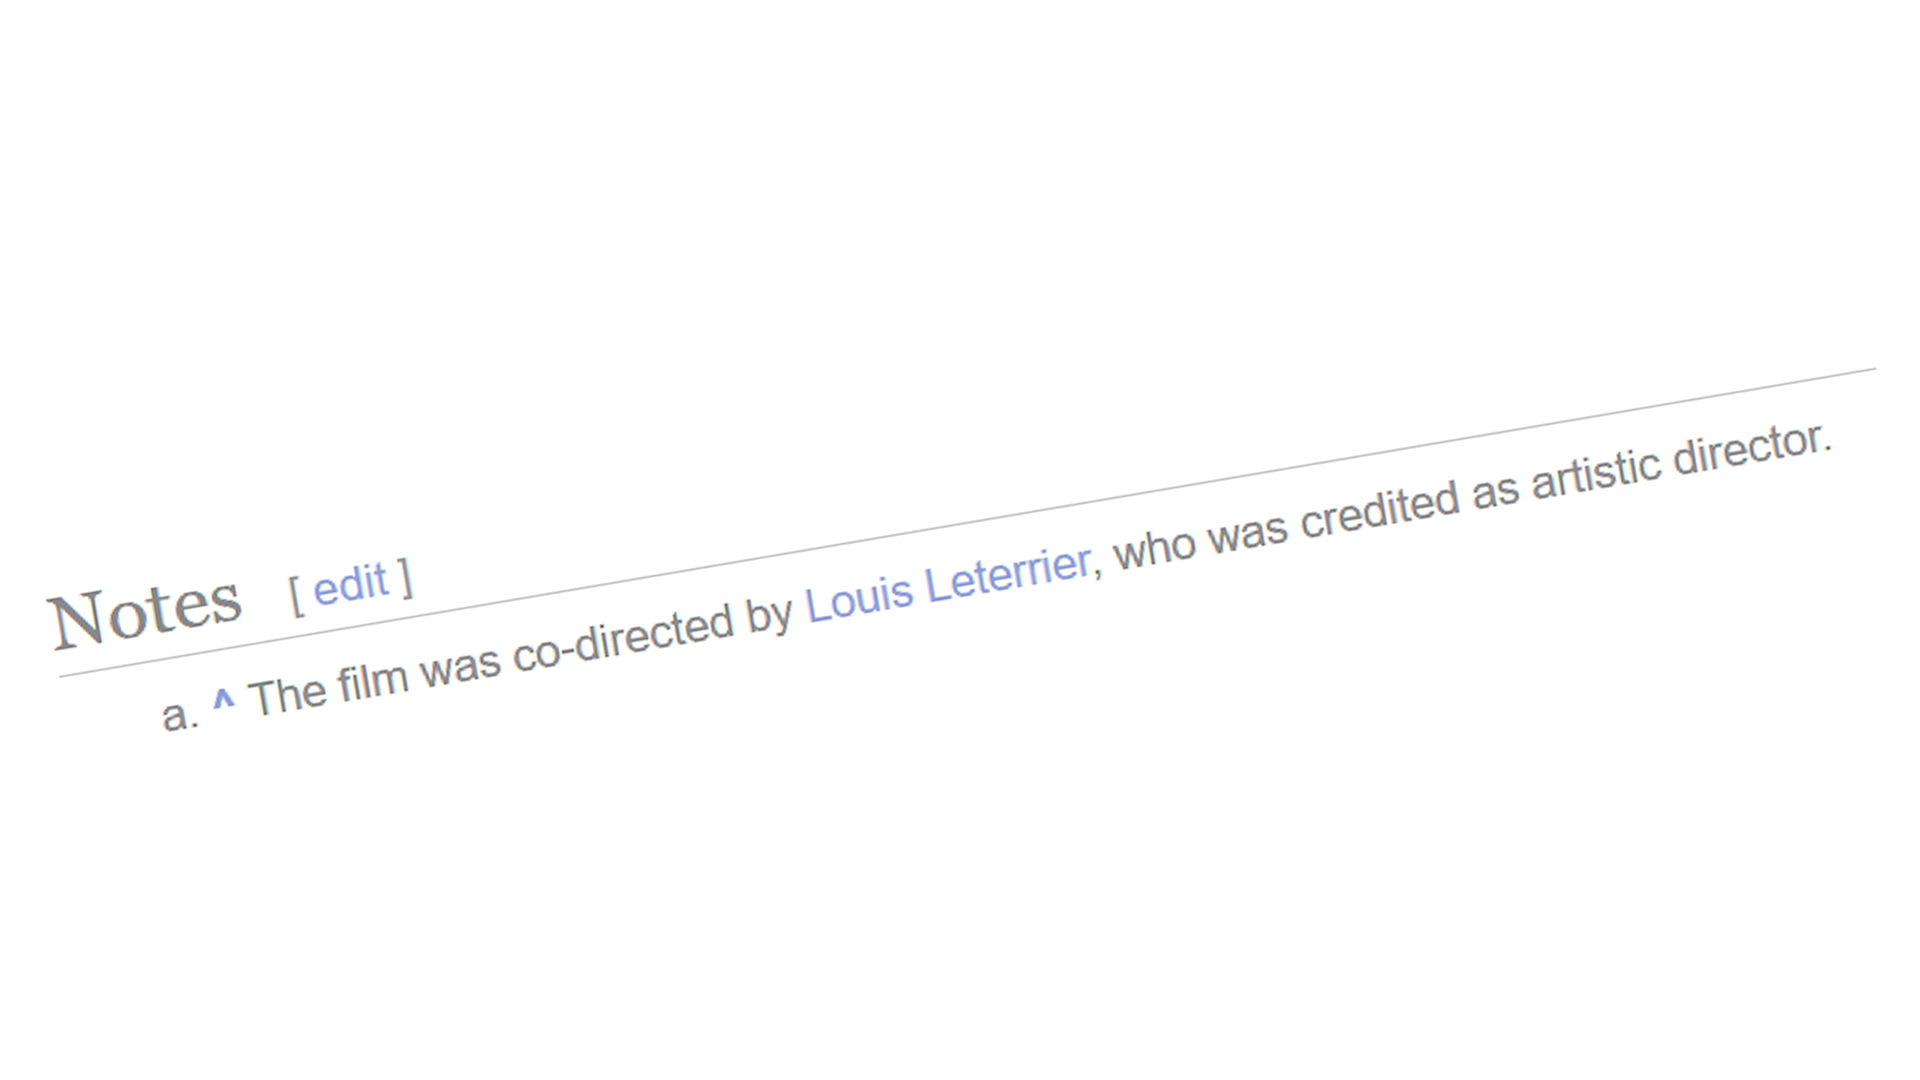 Notes [ edit ]
a. ^ The film was co-directed by Louis Leterrier, who was credited as artistic director.